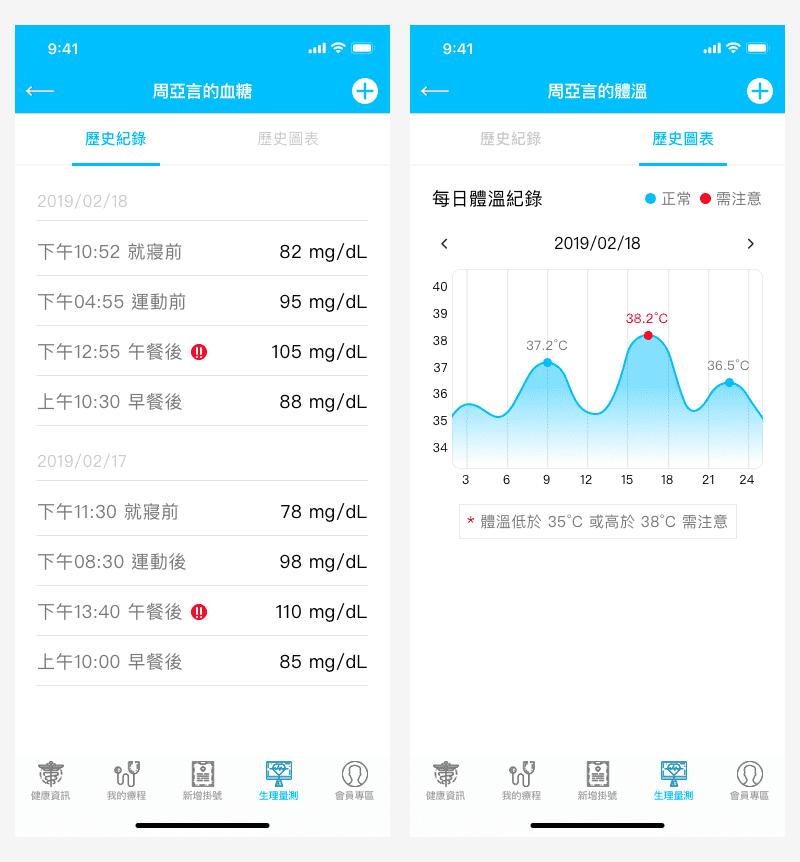 9:41
周亞言的血糖
歷史紀錄 歷史圖表
2019/02/18
下午10:52 就寢前 82 mg/dL
下午04:55 運動前 95 mg/dL
下午12:55 午餐後 105 mg/dL
上午10:30 早餐後 88 mg/dL
2019/02/17
下午11:30 就寢前 78 mg/dL
下午08:30 運動後 98 mg/dL
下午13:40 午餐後 110 mg/dL
上午10:00 早餐後 85 mg/dL
健康資訊 我的療程 新增掛號 生理量測 會員專區
9:41
周亞言的體溫
歷史紀錄 歷史圖表
每日體溫紀錄 正常 需注意
2019/02/18
40
39
38
37
36
35
34
37.2°C
38.2°C
36.5°C
3 6 9 12 15 18 21 24
* 體溫低於 35°C 或高於 38°C 需注意
健康資訊 我的療程 新增掛號 生理量測 會員專區